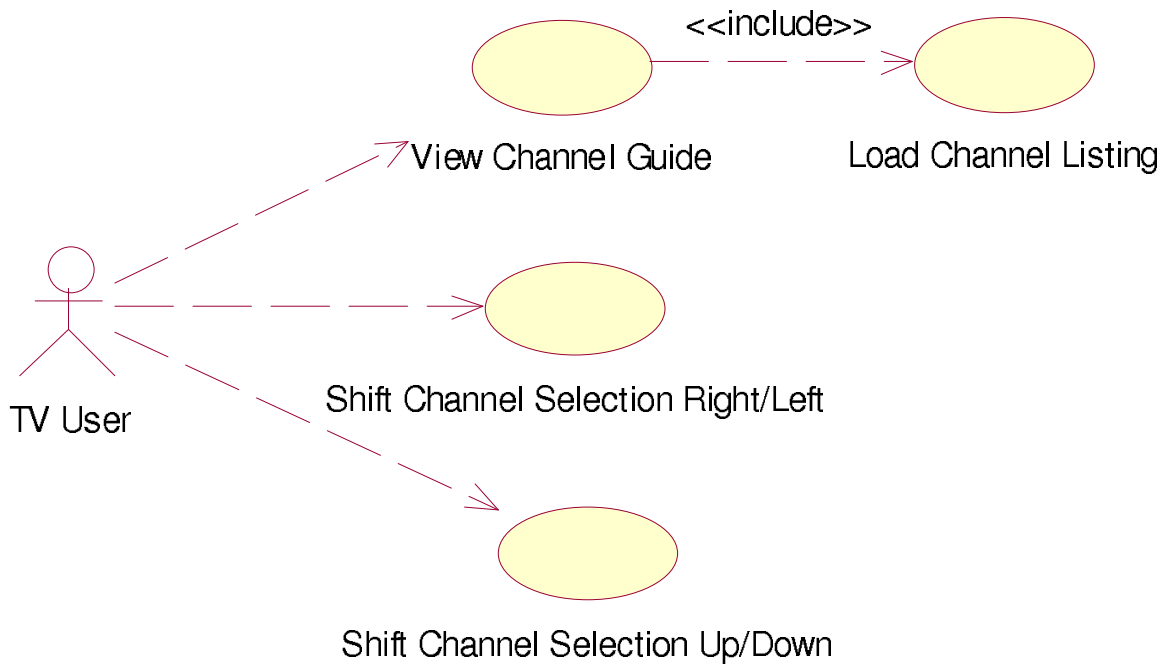 <<include>>
View Channel Guide
Load Channel Listing
TV User
Shift Channel Selection Right/Left
Shift Channel Selection Up/Down